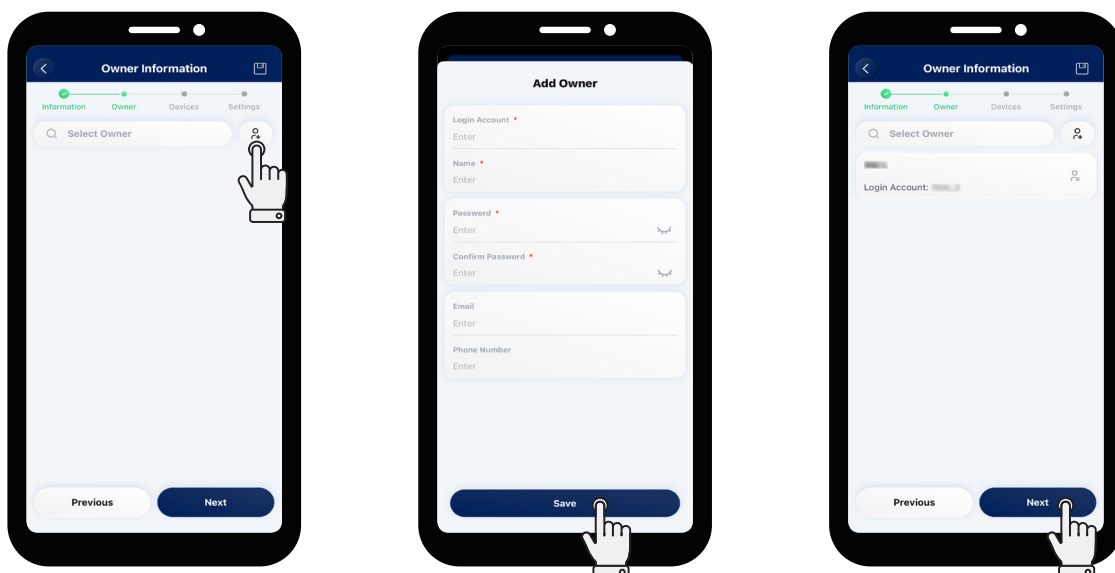 Owner Information
Information Owner Devices Settings
Select Owner
Previous Next
Add Owner
Login Account *
Enter
Name *
Enter
Password *
Enter
Confirm Password *
Enter
Email
Enter
Phone Number
Enter
Save
Owner Information
Information Owner Devices Settings
Select Owner
Login Account:
Previous Next